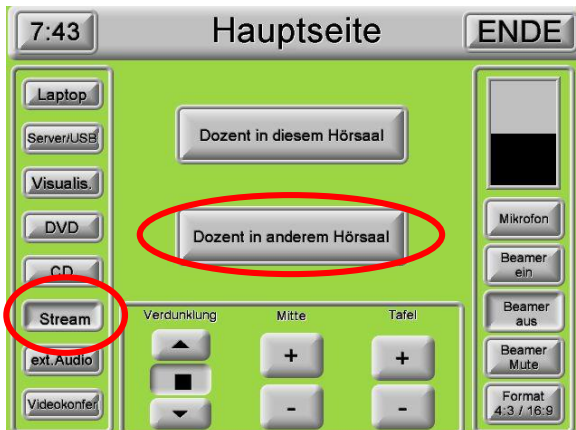 7:43
Hauptseite
ENDE
Laptop
Server/USB
Visualis.
DVD
CD
Stream
ext.Audio
Videokonfer
Dozent in diesem Hörsaal
Dozent in anderem Hörsaal
Verdunklung
Mitte
Tafel
+
+
-
-
Mikrofon
Beamer
ein
Beamer
aus
Beamer
Mute
Format
4:3 / 16:9